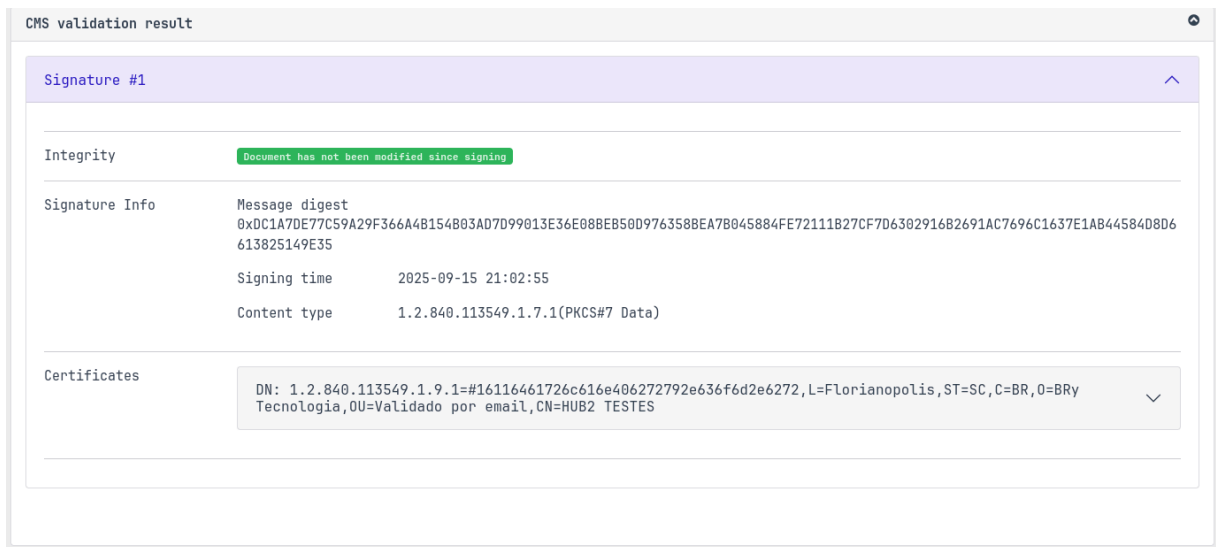 CMS validation result
Signature #1
Integrity
Document has not been modified since signing
Signature Info
Message digest
0xDC1A7DE77C59A29F366A4B154B03AD7D99013E36E08BEB50D976358BEA7B045884FE72111B27CF7D6302916B2691AC7696C1637E1AB44584D8D6
613825149E35
Signing time 2025-09-15 21:02:55
Content type 1.2.840.113549.1.7.1(PKCS#7 Data)
Certificates
DN: 1.2.840.113549.1.9.1=#16116461726c616e406272792e636f6d2e6272,L=Florianopolis,ST=SC,C=BR,O=BRy
Tecnologia,OU=Validado por email,CN=HUB2 TESTES